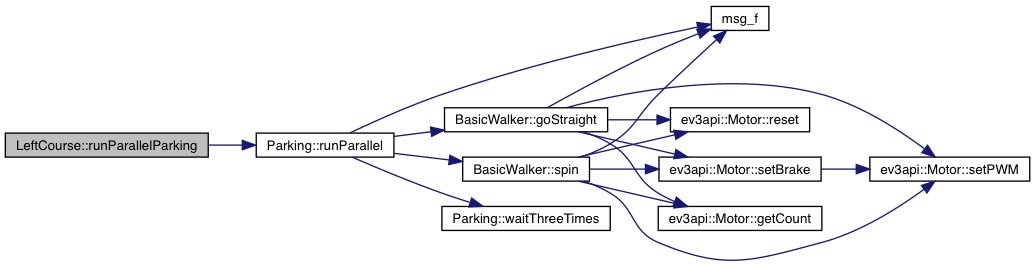 LeftCourse::runParallelParking
Parking::runParallel
msg_f
BasicWalker::goStraight
BasicWalker::spin
Parking::waitThreeTimes
ev3api::Motor::reset
ev3api::Motor::setBrake
ev3api::Motor::getCount
ev3api::Motor::setPWM